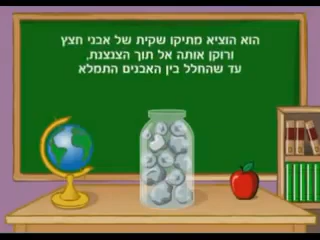 הוא הוציא מתיקו שקית של אבני חצץ
ורוקן אותה אל תוך הצנצנת,
עד שהחלל בין האבנים התמלא